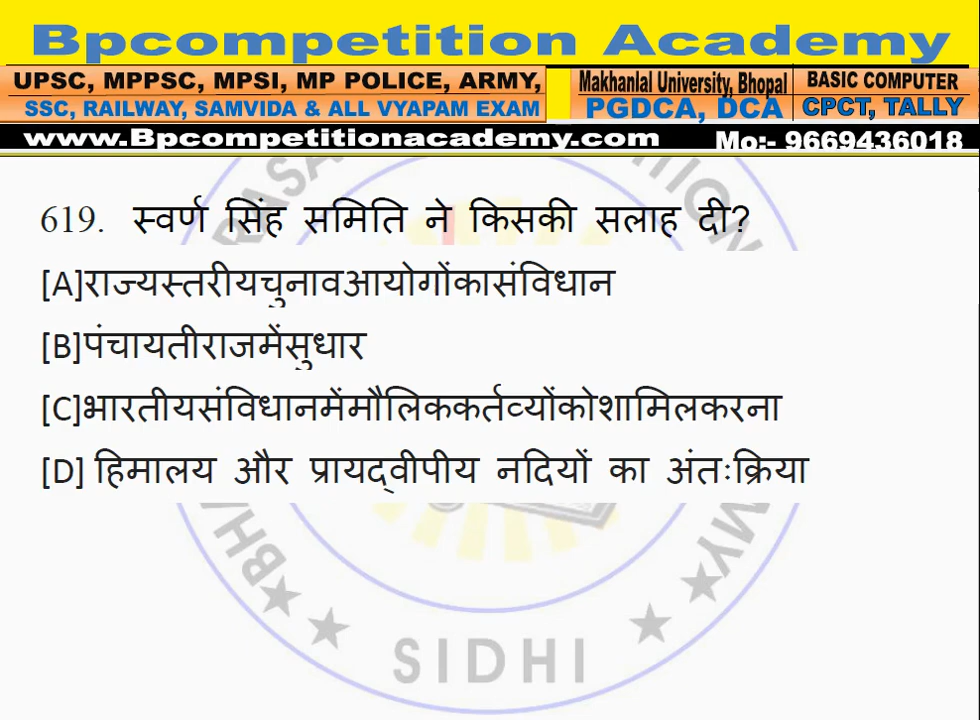 Bpcompetition Academy
UPSC, MPPSC, MPSI, MP POLICE, ARMY,
SSC, RAILWAY, SAMVIDA & ALL VYAPAM EXAM
Makhanlal University, Bhopal
PGDCA, DCA
BASIC COMPUTER
CPCT, TALLY
www.Bpcompetitionacademy.com Mo:- 9669436018
619. स्वर्ण सिंह समिति ने किसकी सलाह दी?
[A]राज्यस्तरीयचुनावआयोगोंकासंविधान
[B]पंचायतीराजमेंसुधार
[C]भारतीयसंविधानमेंमौलिककर्तव्योंकोशामिलकरना
[D] हिमालय और प्रायद्वीपीय नदियों का अंतःक्रिया
SIDHI